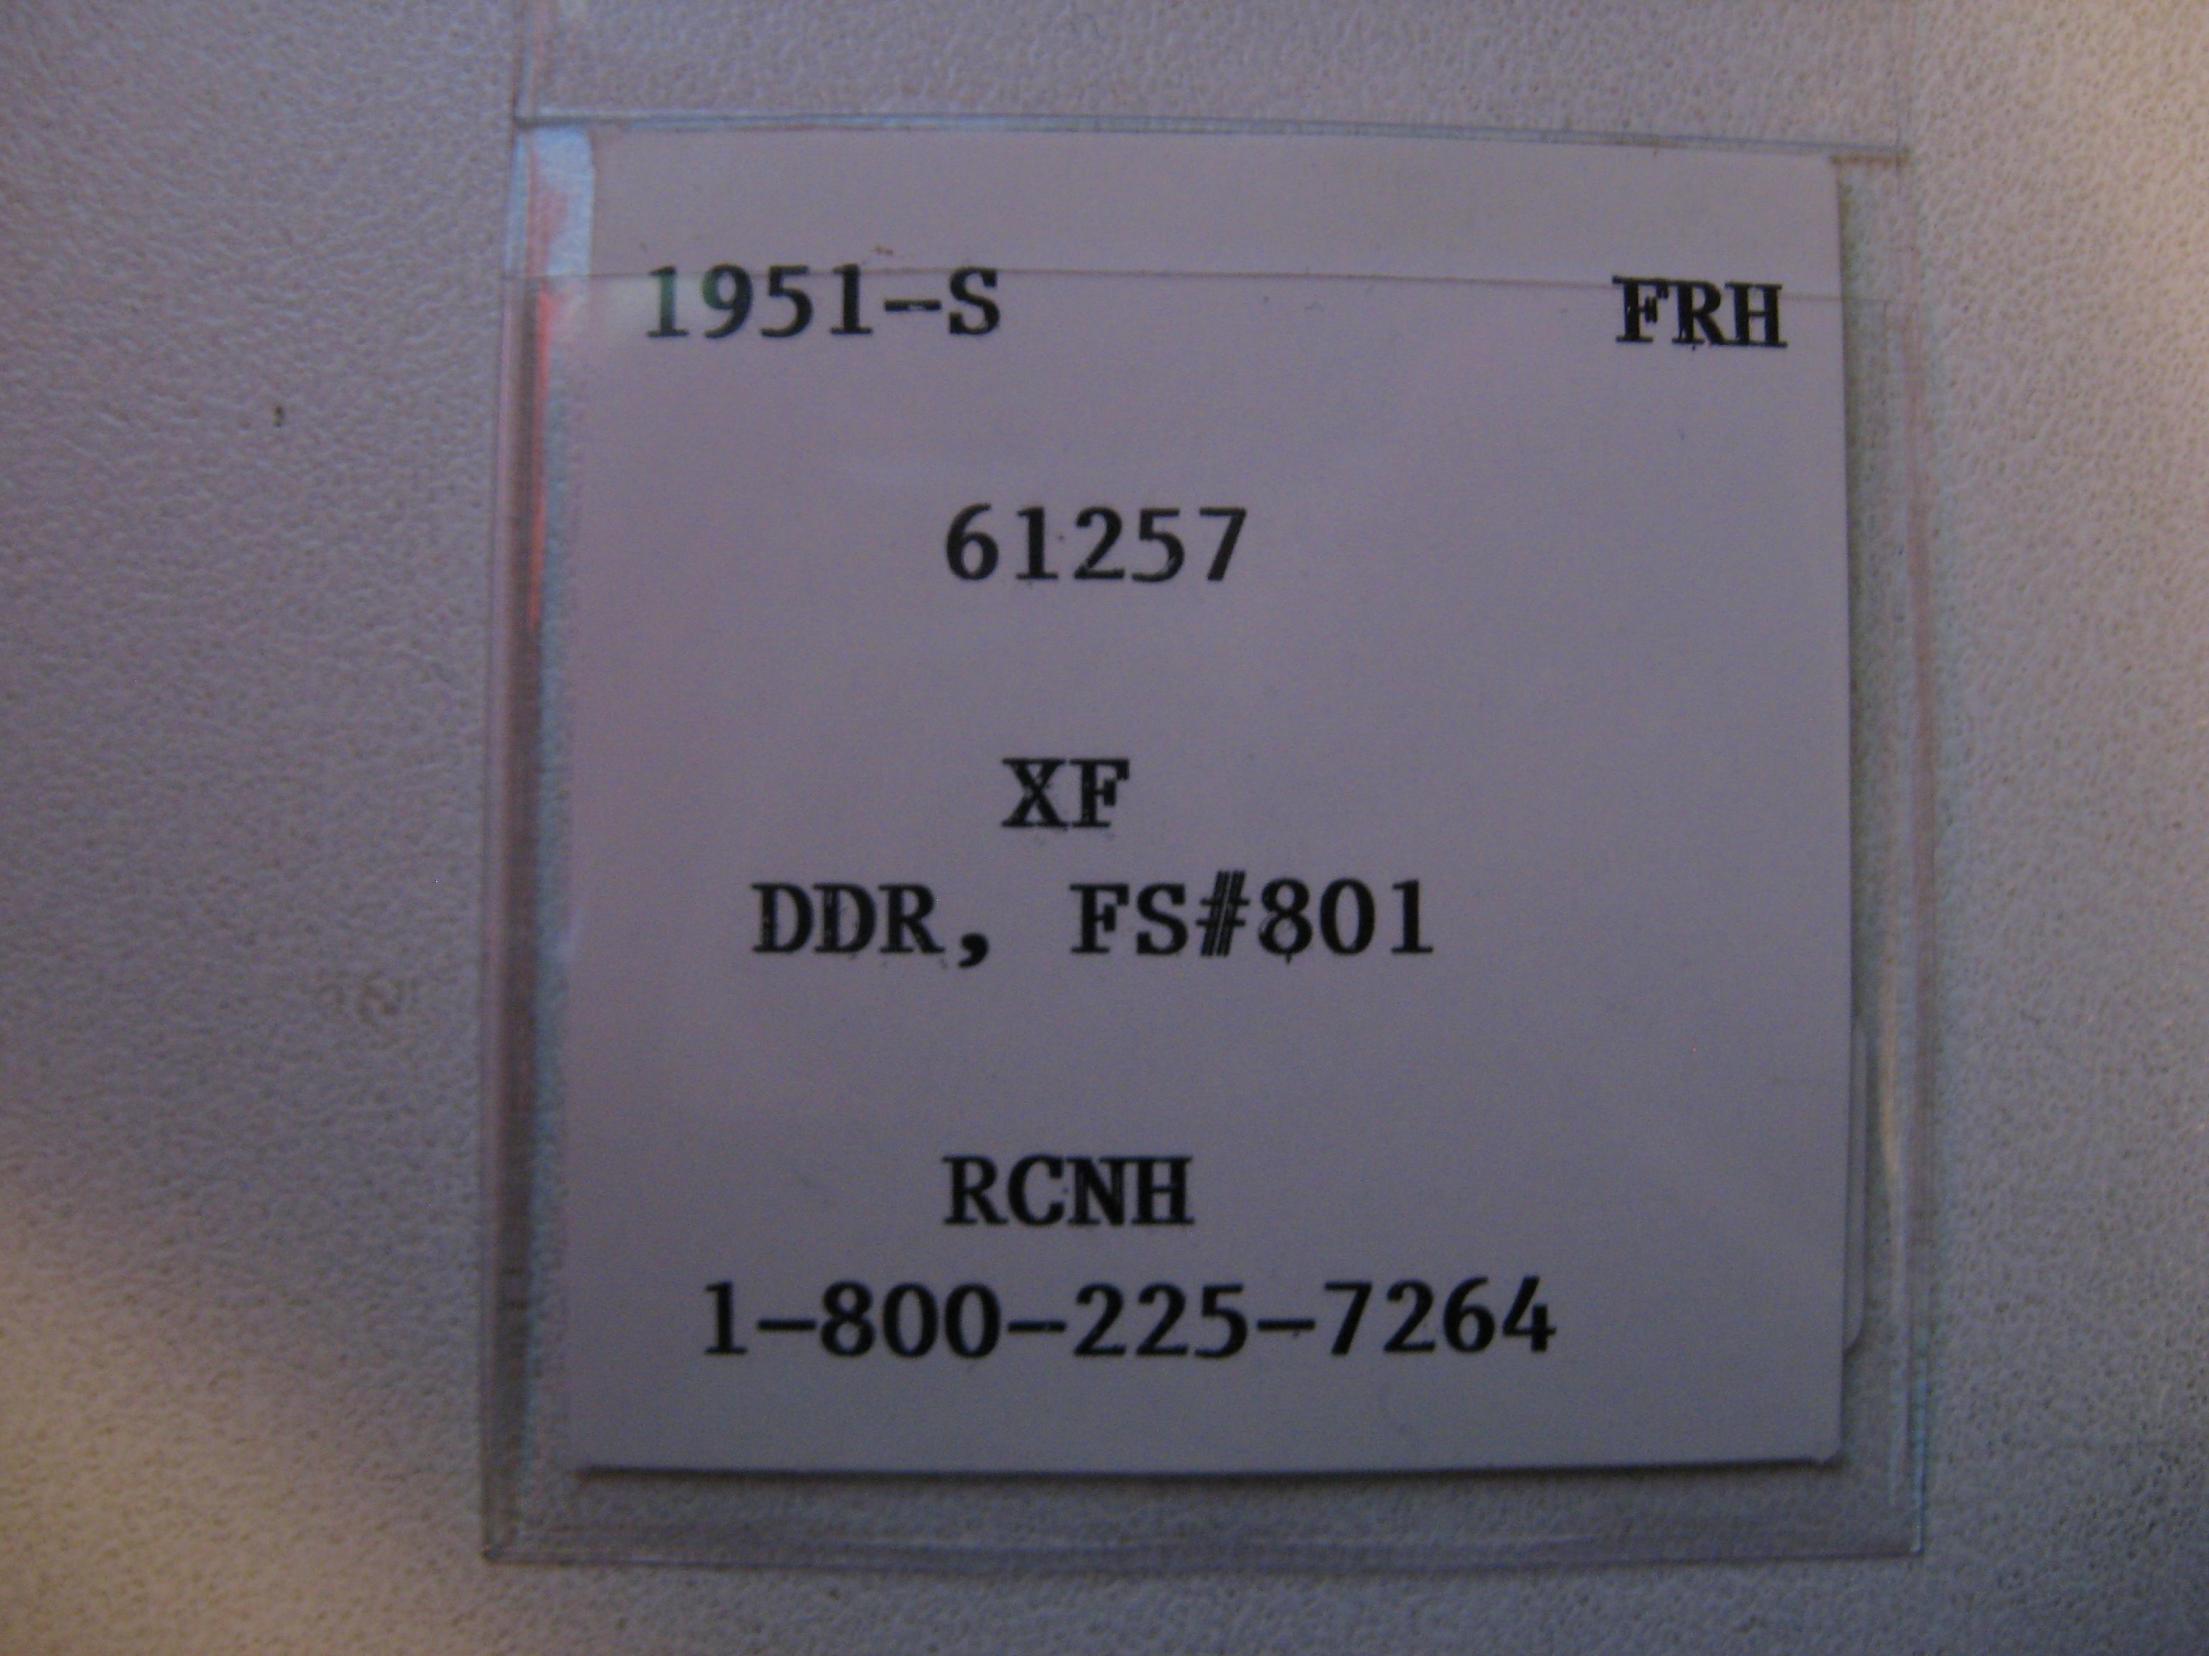 1951-S FRH
61257
XF
DDR, FS#801
RCNH
1-800-225-7264